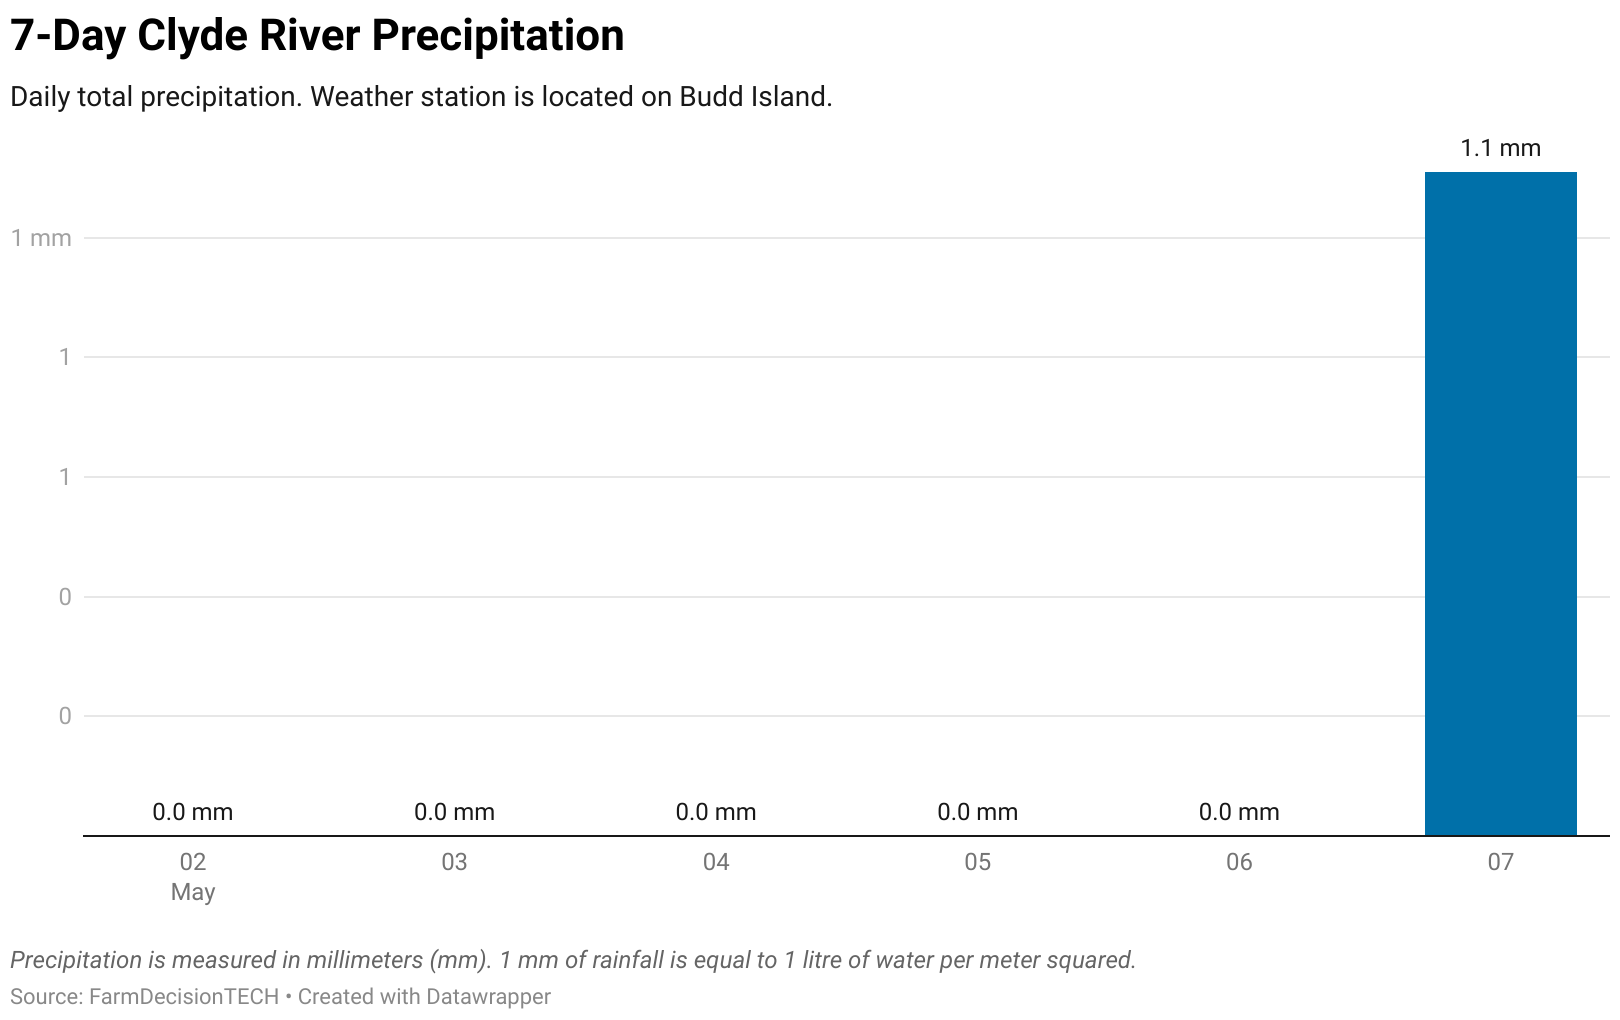 7-Day Clyde River Precipitation
Daily total precipitation. Weather station is located on Budd Island.
1.1 mm
1 mm
1
1
0
0
0.0 mm 0.0 mm 0.0 mm 0.0 mm 0.0 mm
02 03 04 05 06 07
May
Precipitation is measured in millimeters (mm). 1 mm of rainfall is equal to 1 litre of water per meter squared.
Source: FarmDecisionTECH • Created with Datawrapper